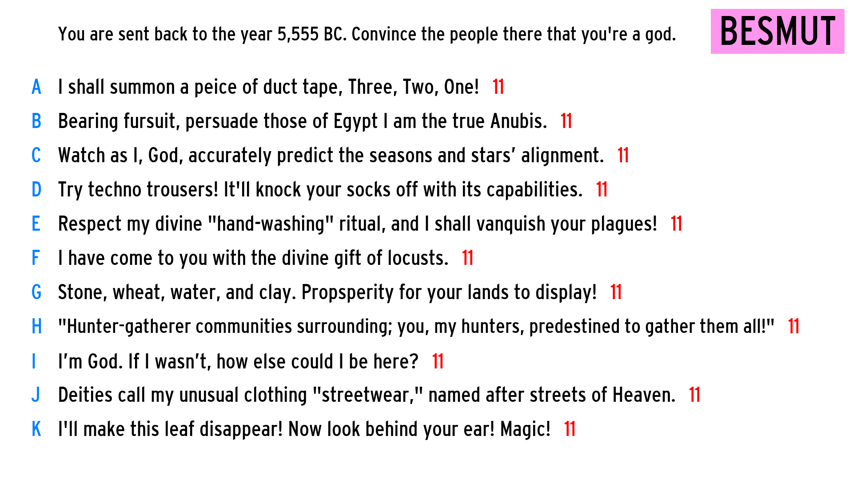 You are sent back to the year 5,555 BC. Convince the people there that you're a god.
BESMUT
A I shall summon a peice of duct tape, Three, Two, One! 11
B Bearing fursuit, persuade those of Egypt I am the true Anubis. 11
C Watch as I, God, accurately predict the seasons and stars’ alignment. 11
D Try techno trousers! It'll knock your socks off with its capabilities. 11
E Respect my divine "hand-washing" ritual, and I shall vanquish your plagues! 11
F I have come to you with the divine gift of locusts. 11
G Stone, wheat, water, and clay. Propsperity for your lands to display! 11
H "Hunter-gatherer communities surrounding; you, my hunters, predestined to gather them all!" 11
I I’m God. If I wasn’t, how else could I be here? 11
J Deities call my unusual clothing "streetwear," named after streets of Heaven. 11
K I'll make this leaf disappear! Now look behind your ear! Magic! 11